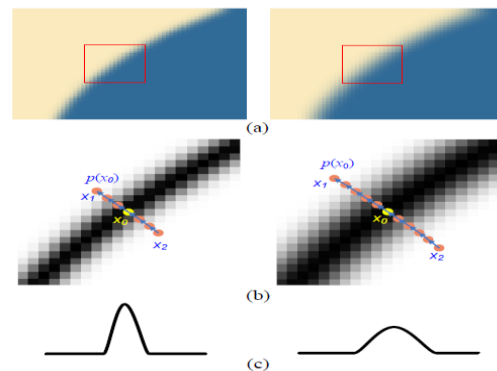 (a)
p(x₀)
x₁
x₀
x₂
p(x₀)
x₁
x₀
x₂
(b)
(c)